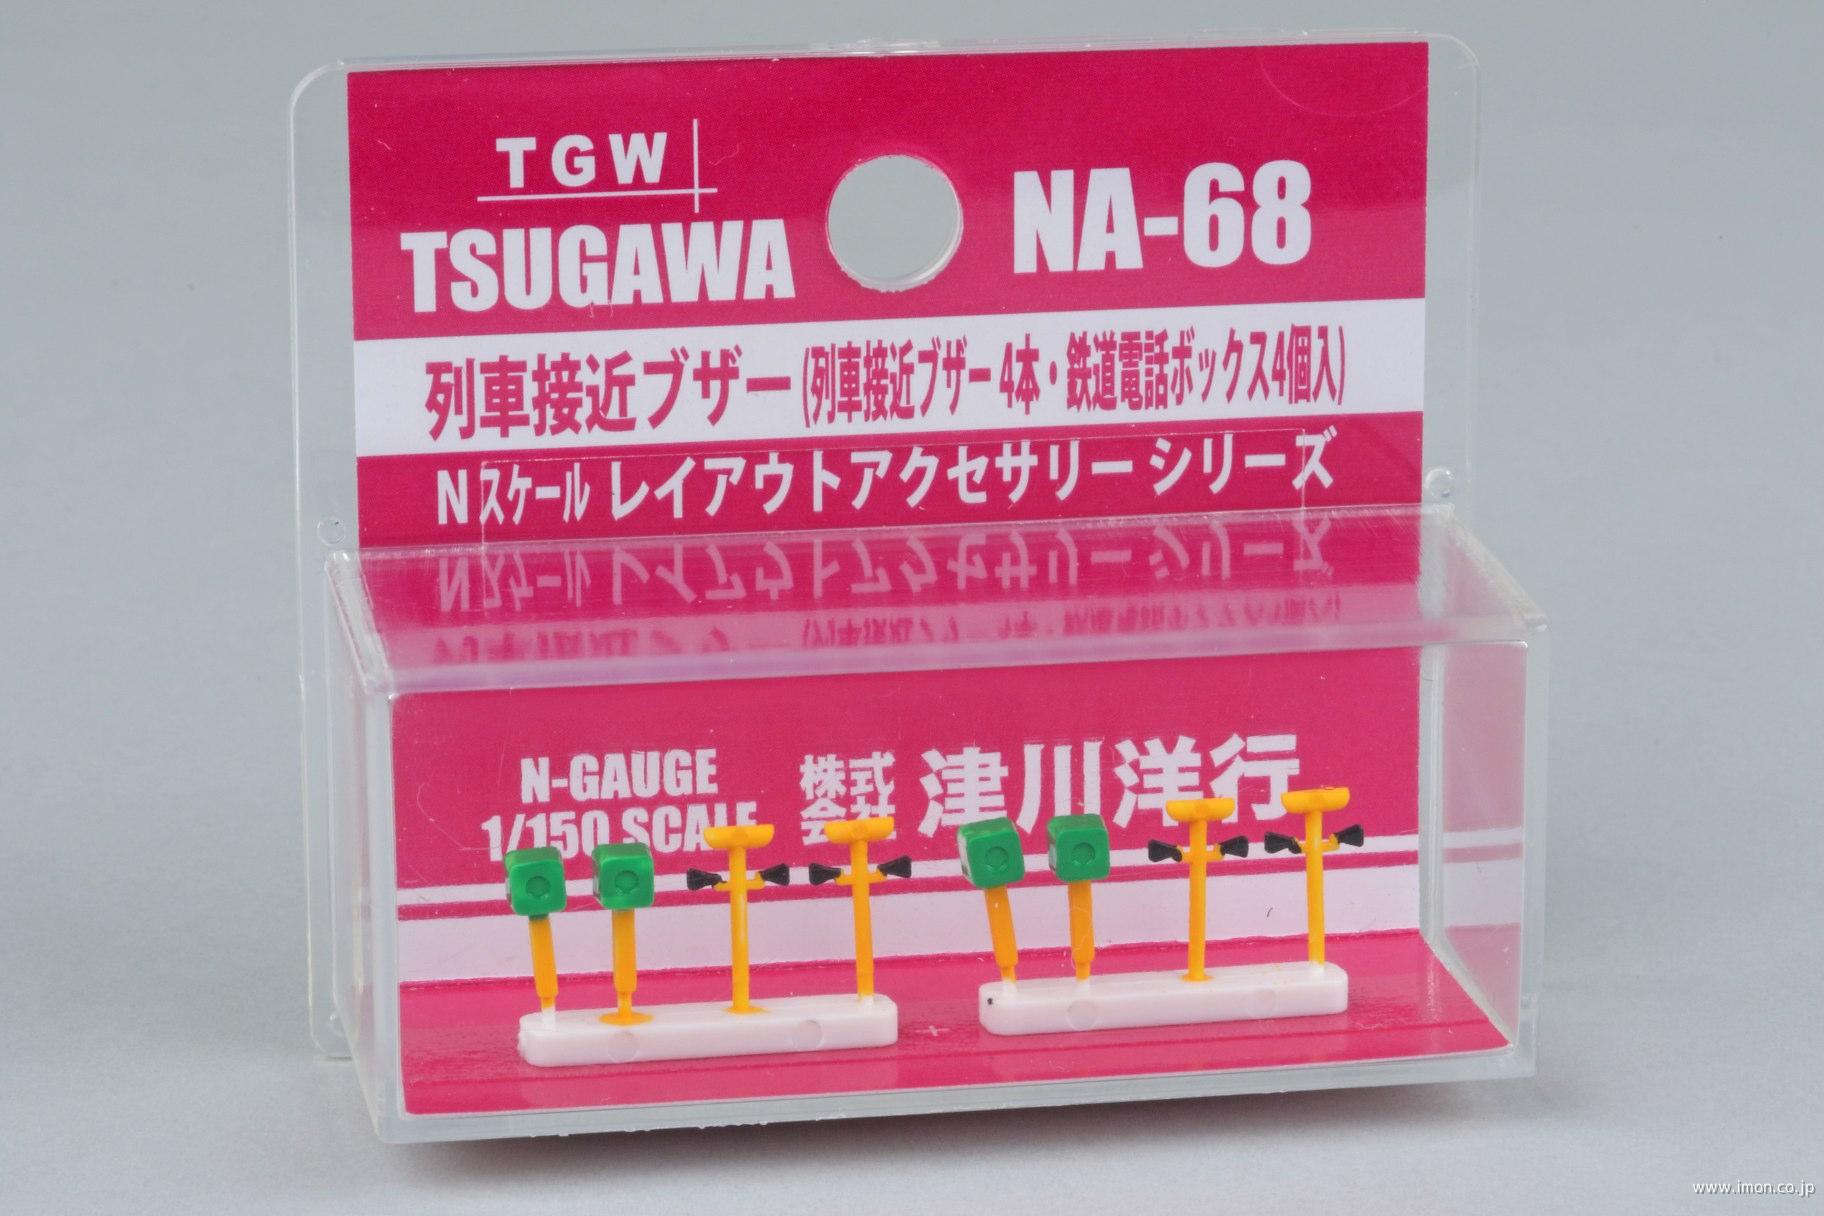 TGW
TSUGAWA
NA-68
列車接近ブザー(列車接近ブザー 4本・鉄道電話ボックス4個入)
Nスケール レイアウトアクセサリー シリーズ
N-GAUGE
1/150 SCALE
株式会社 津川洋行
www.imon.co.jp